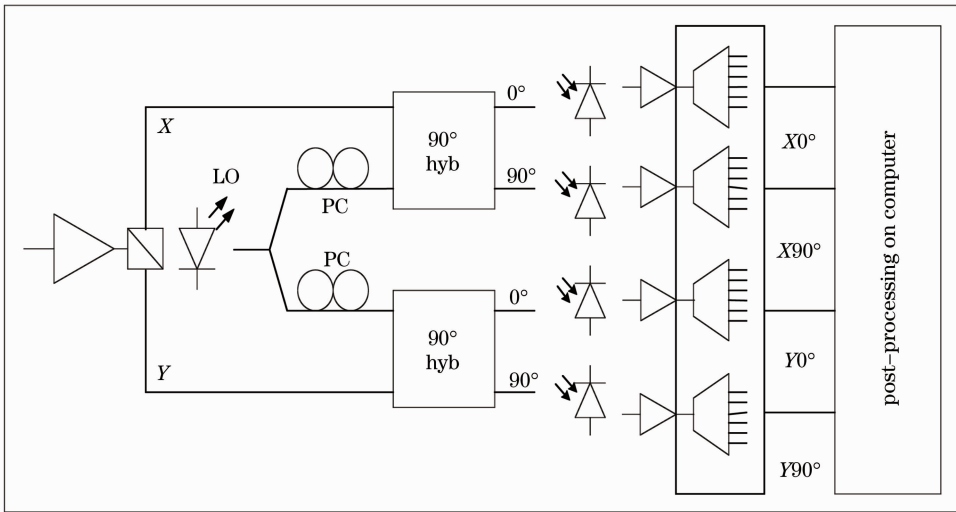 X
LO
PC
PC
Y
90°
hyb
0°
90°
90°
hyb
0°
90°
X0°
X90°
Y0°
Y90°
post-processing on computer